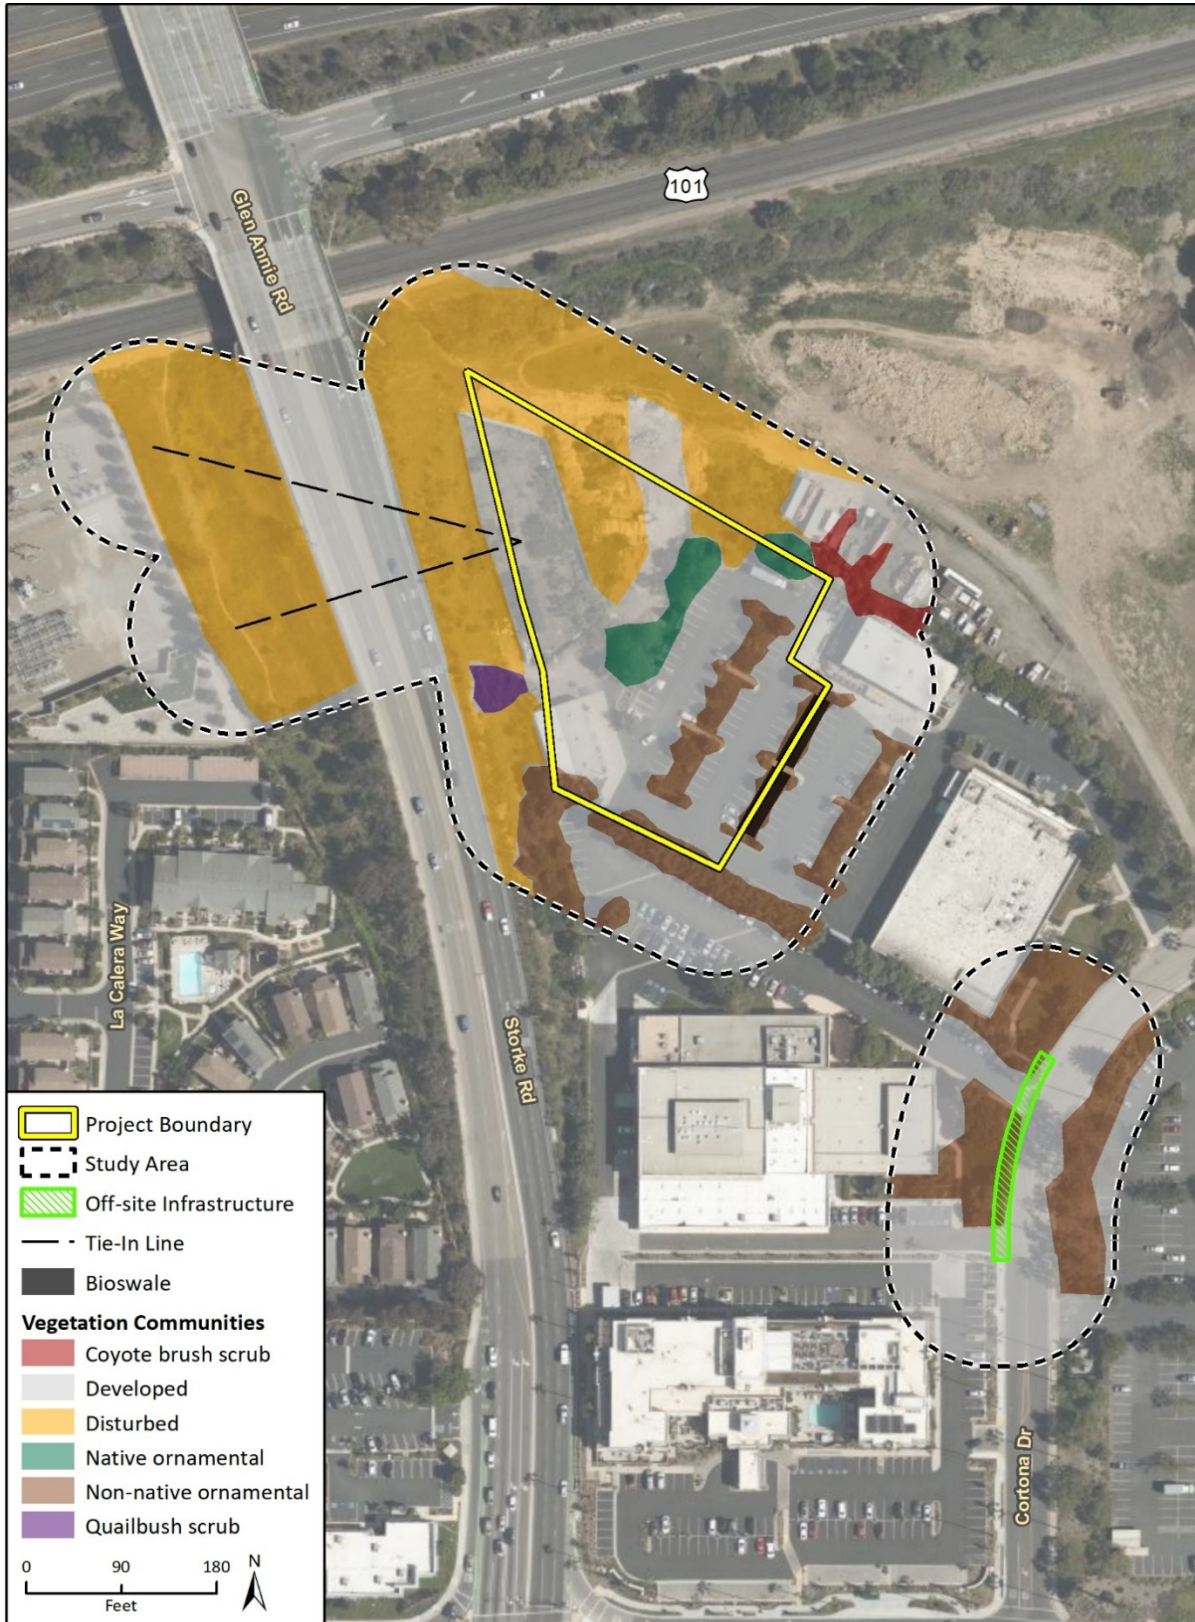 101
Glen Annie Rd
La Calera Way
Storke Rd
Cortona Dr
Project Boundary
Study Area
Off-site Infrastructure
Tie-In Line
Bioswale
Vegetation Communities
Coyote brush scrub
Developed
Disturbed
Native ornamental
Non-native ornamental
Quailbush scrub
0 90 180
Feet
N